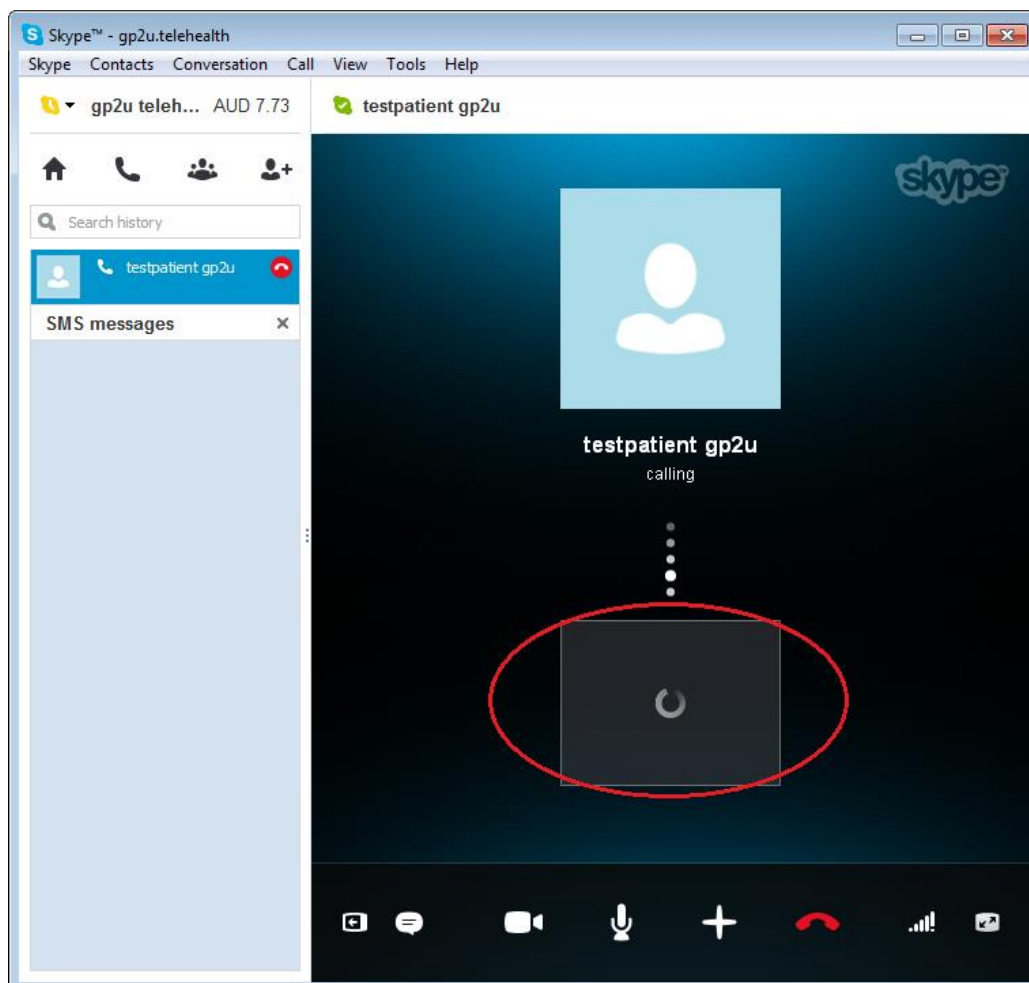 Skype™ - gp2u.telehealth
Skype Contacts Conversation Call View Tools Help
gp2u teleh... AUD 7.73
testpatient gp2u
skype
Search history
testpatient gp2u
SMS messages
testpatient gp2u
calling